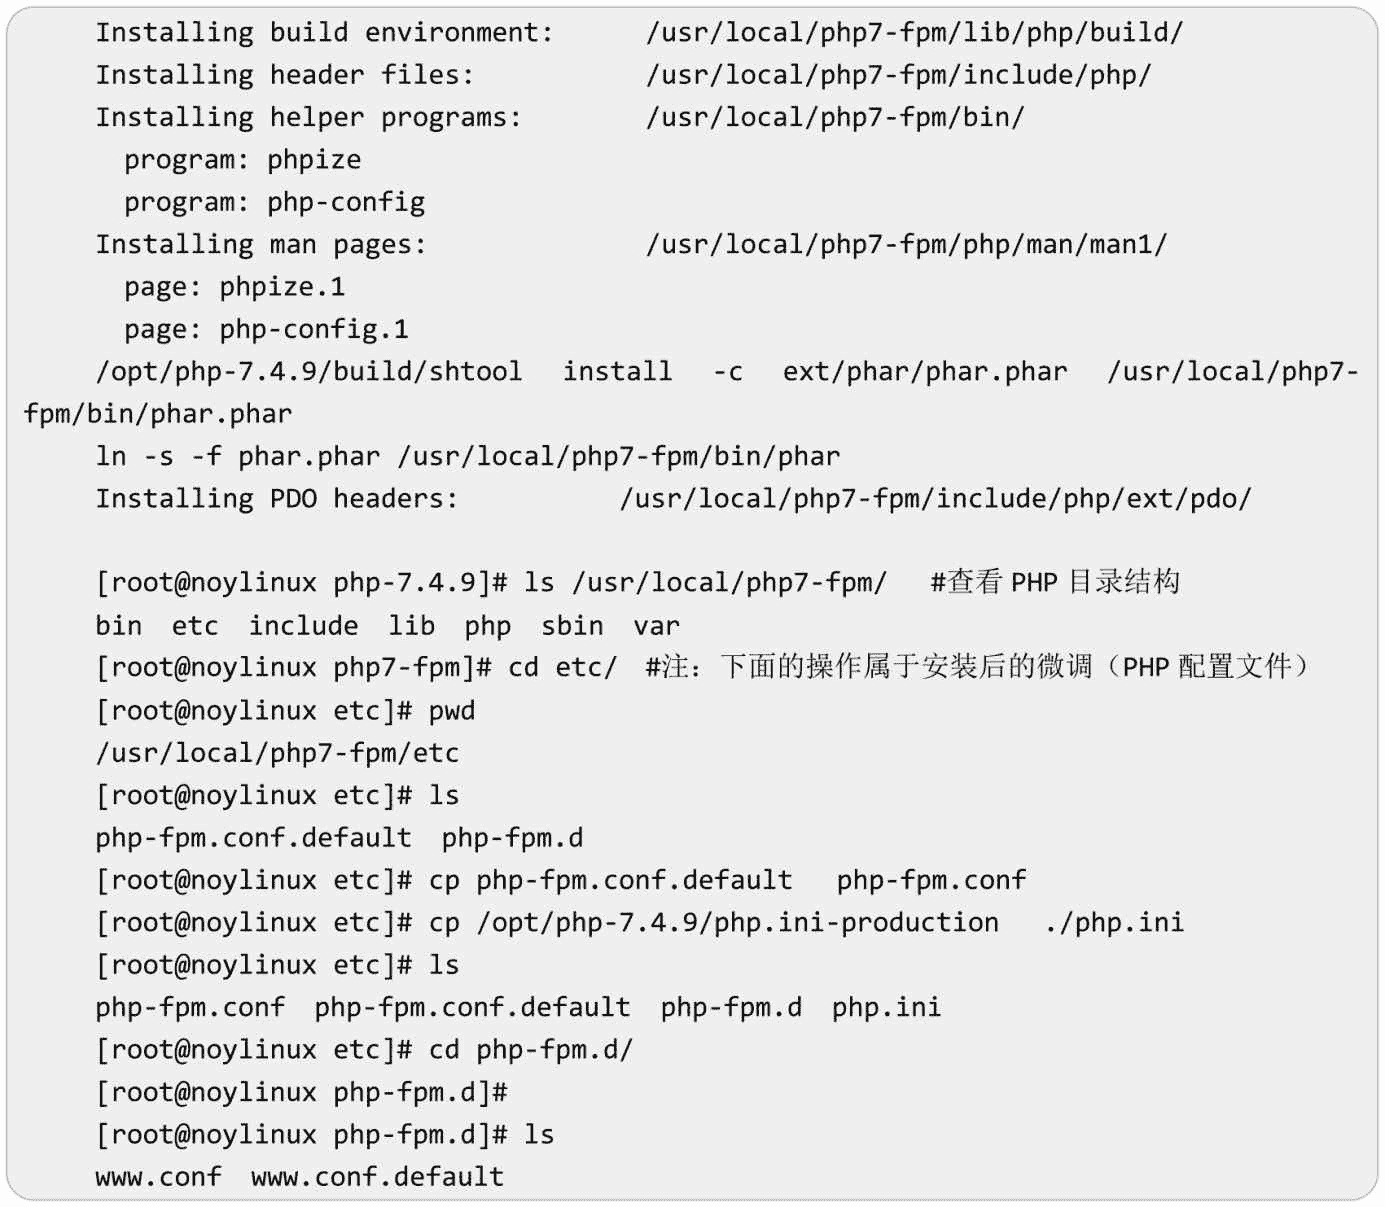 Installing build environment: /usr/local/php7-fpm/lib/php/build/
Installing header files: /usr/local/php7-fpm/include/php/
Installing helper programs: /usr/local/php7-fpm/bin/
program: phpize
program: php-config
Installing man pages: /usr/local/php7-fpm/php/man/man1/
page: phpize.1
page: php-config.1
/opt/php-7.4.9/build/shtool install -c ext/phar/phar.phar /usr/local/php7-
fpm/bin/phar.phar
ln -s -f phar.phar /usr/local/php7-fpm/bin/phar
Installing PDO headers: /usr/local/php7-fpm/include/php/ext/pdo/
[root@noylinux php-7.4.9]# ls /usr/local/php7-fpm/ #查看 PHP 目录结构
bin etc include lib php sbin var
[root@noylinux php7-fpm]# cd etc/ #注：下面的操作属于安装后的微调（PHP 配置文件）
[root@noylinux etc]# pwd
/usr/local/php7-fpm/etc
[root@noylinux etc]# ls
php-fpm.conf.default php-fpm.d
[root@noylinux etc]# cp php-fpm.conf.default php-fpm.conf
[root@noylinux etc]# cp /opt/php-7.4.9/php.ini-production ./php.ini
[root@noylinux etc]# ls
php-fpm.conf php-fpm.conf.default php-fpm.d php.ini
[root@noylinux etc]# cd php-fpm.d/
[root@noylinux php-fpm.d]#
[root@noylinux php-fpm.d]# ls
www.conf www.conf.default